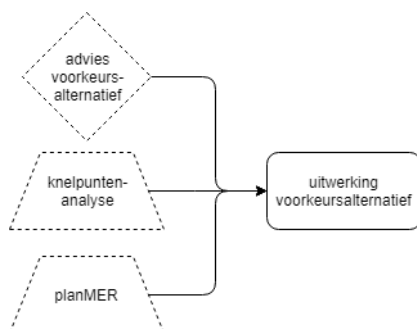 advies
voorkeurs-
alternatief
knelpunten-
analyse
uitwerking
voorkeursalternatief
planMER